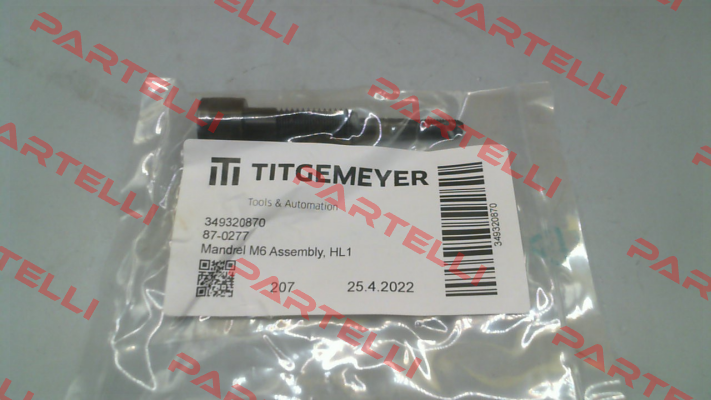 TITGEMEYER
Tools & Automation
349320870
87-0277
Mandrel M6 Assembly, HL1
207 25.4.2022
349320870
PARTELLI
PARTELLI
PARTELLI
PARTELLI
PARTELLI
PARTELLI
PARTELLI
PARTELLI